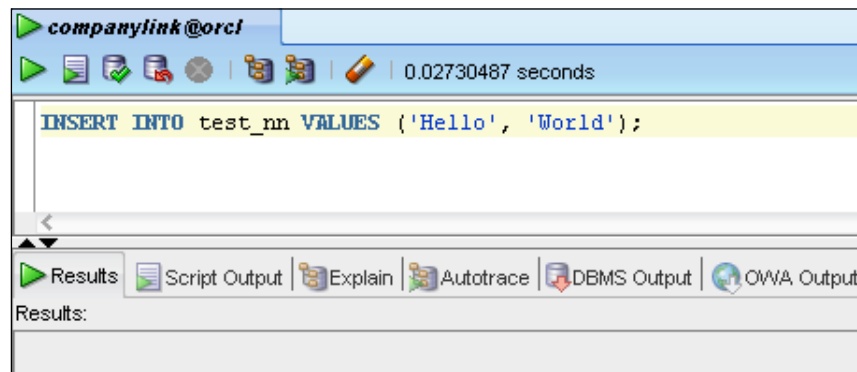 companylink@orcl
0.02730487 seconds
INSERT INTO test_nn VALUES ('Hello', 'World');
Results Script Output Explain Autotrace DBMS Output OWA Output
Results: